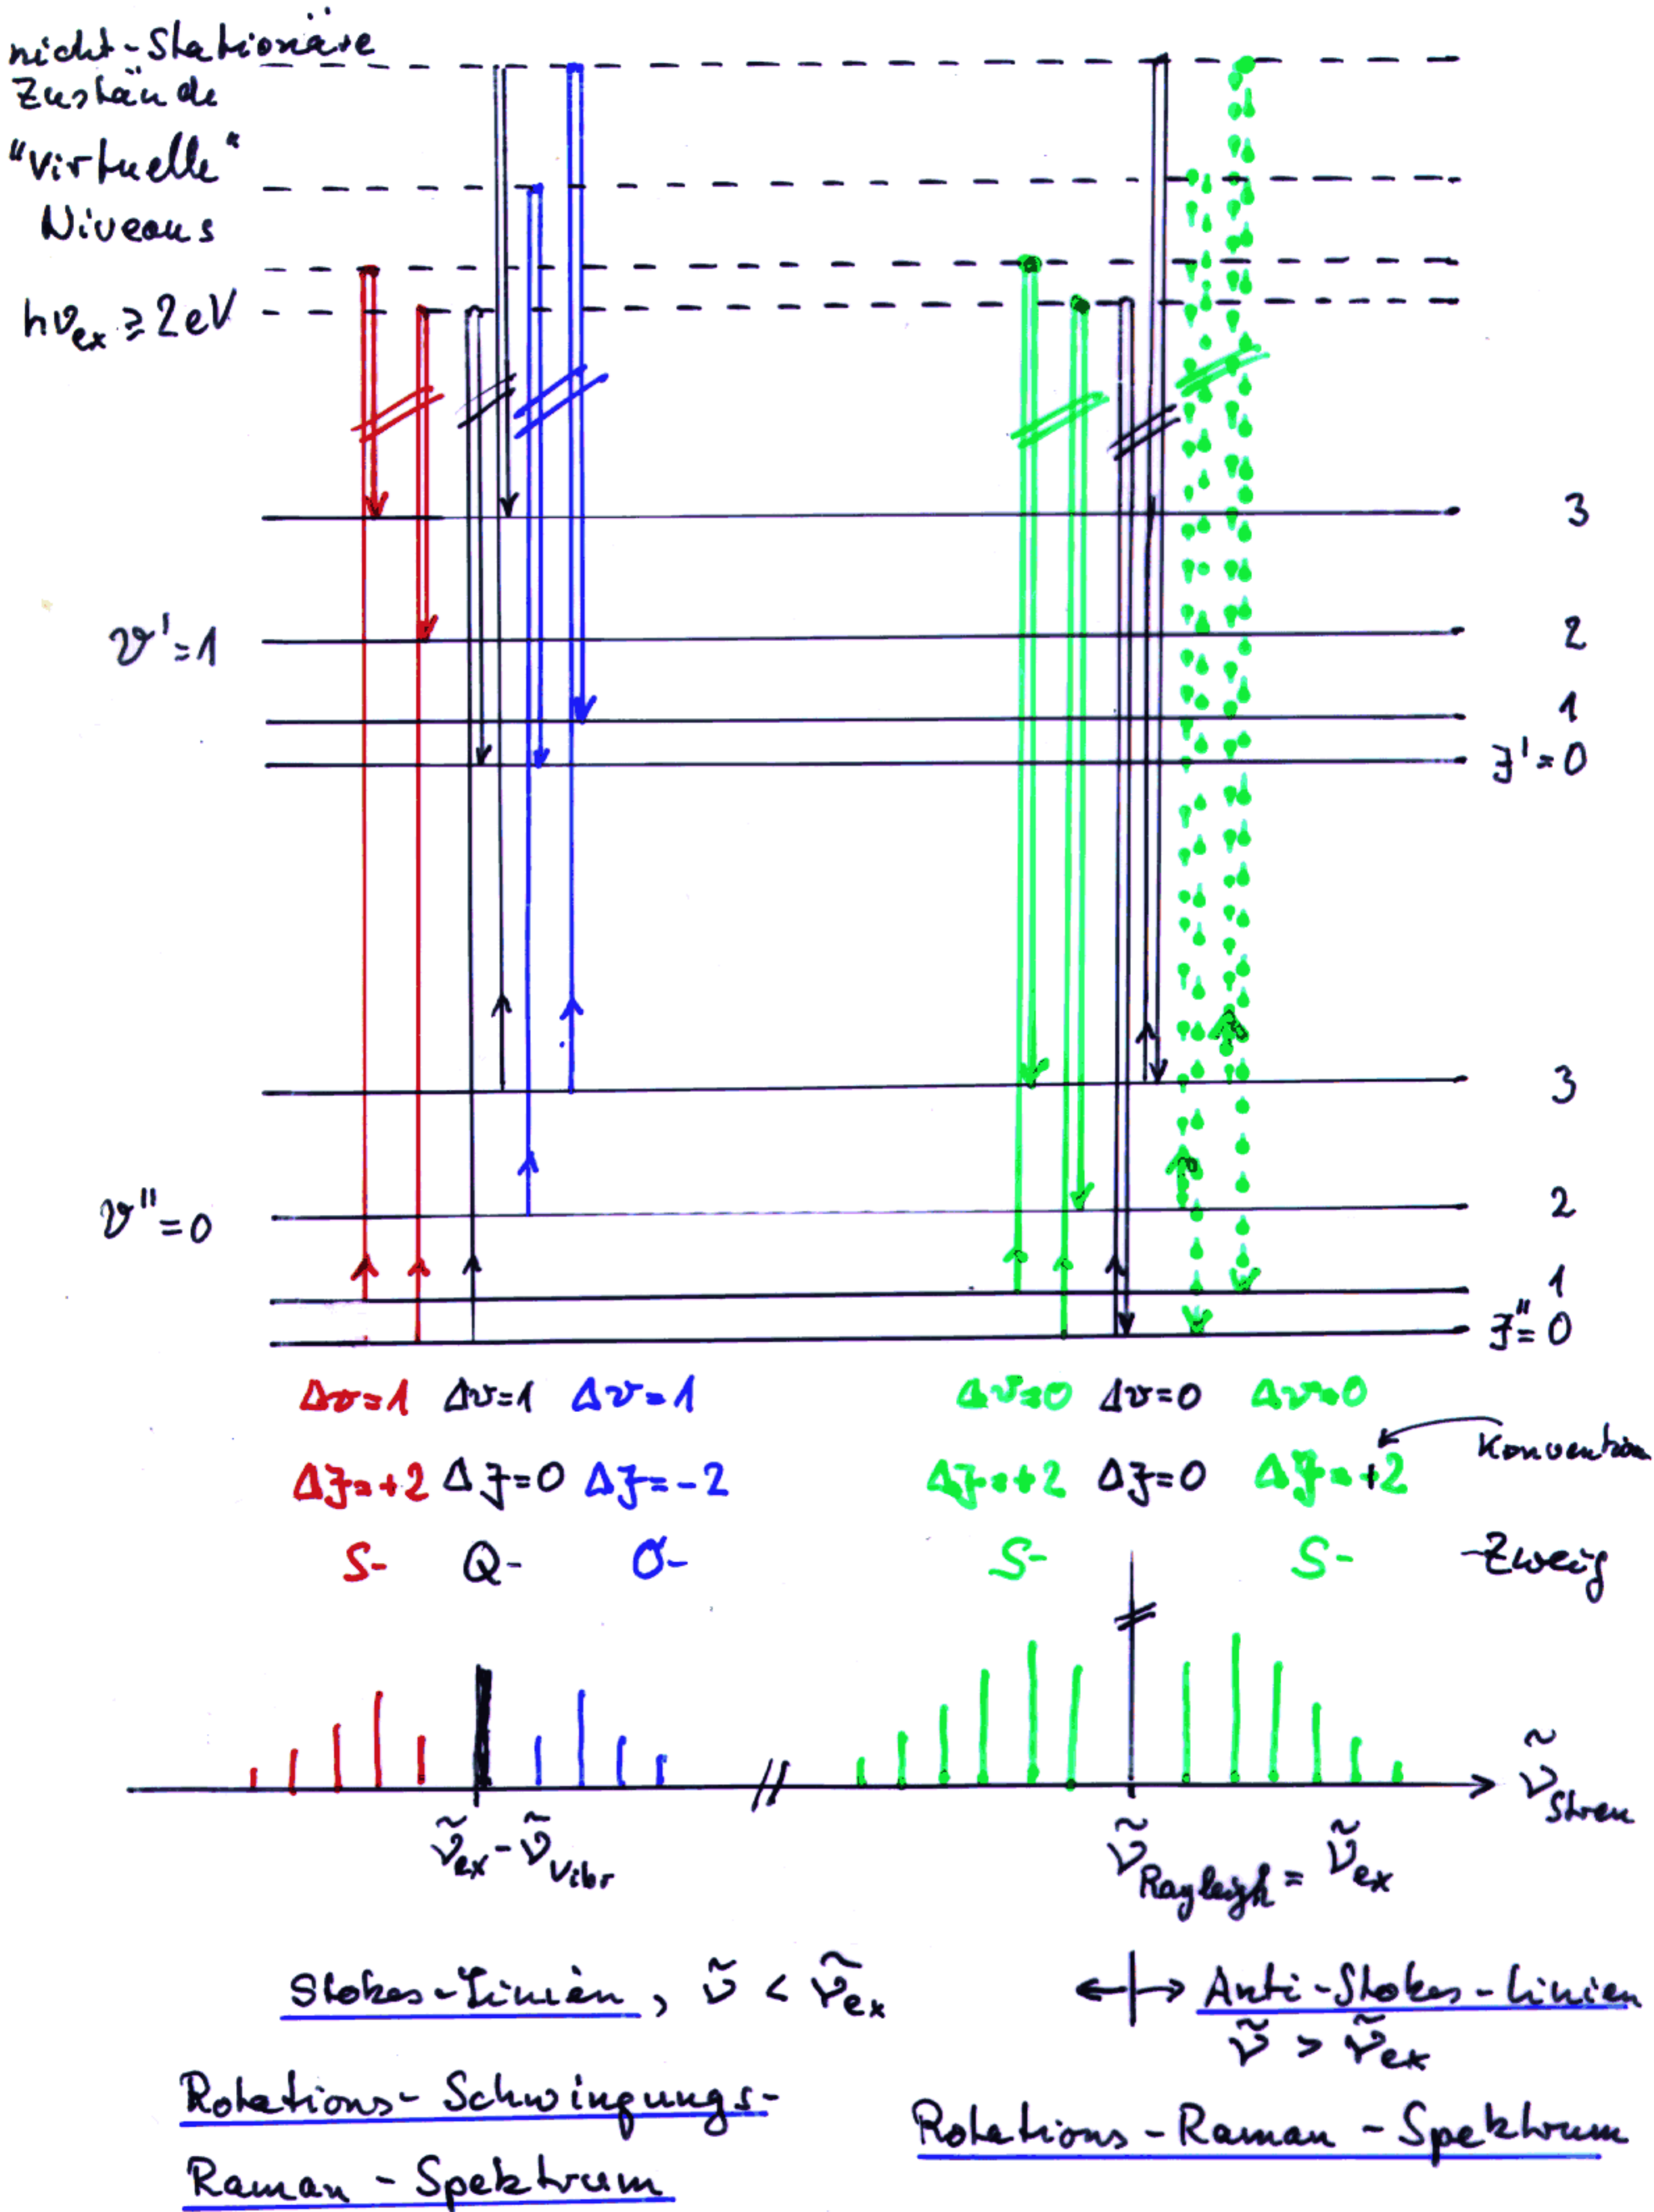 nicht-Stationäre
Zustände
"Virtuelle"
Niveaus
hν_ex ≥ 2eV
3
v' = 1
2
1
J' = 0
3
v'' = 0
2
1
J'' = 0
Δv=1 Δv=1 Δv=1 Δv=0 Δv=0 Δv=0
Konvention
ΔJ=+2 ΔJ=0 ΔJ=-2 ΔJ=+2 ΔJ=0 ΔJ=+2
S- Q- O- S- S- -Zweig
ν̃_Streu
ν̃_ex - ν̃_Vibr ν̃_Rayleigh = ν̃_ex
Stokes-Linien, ν̃ < ν̃_ex ←|→ Anti-Stokes-Linien
ν̃ > ν̃_ex
Rotations-Schwingungs-
Raman-Spektrum
Rotations-Raman-Spektrum